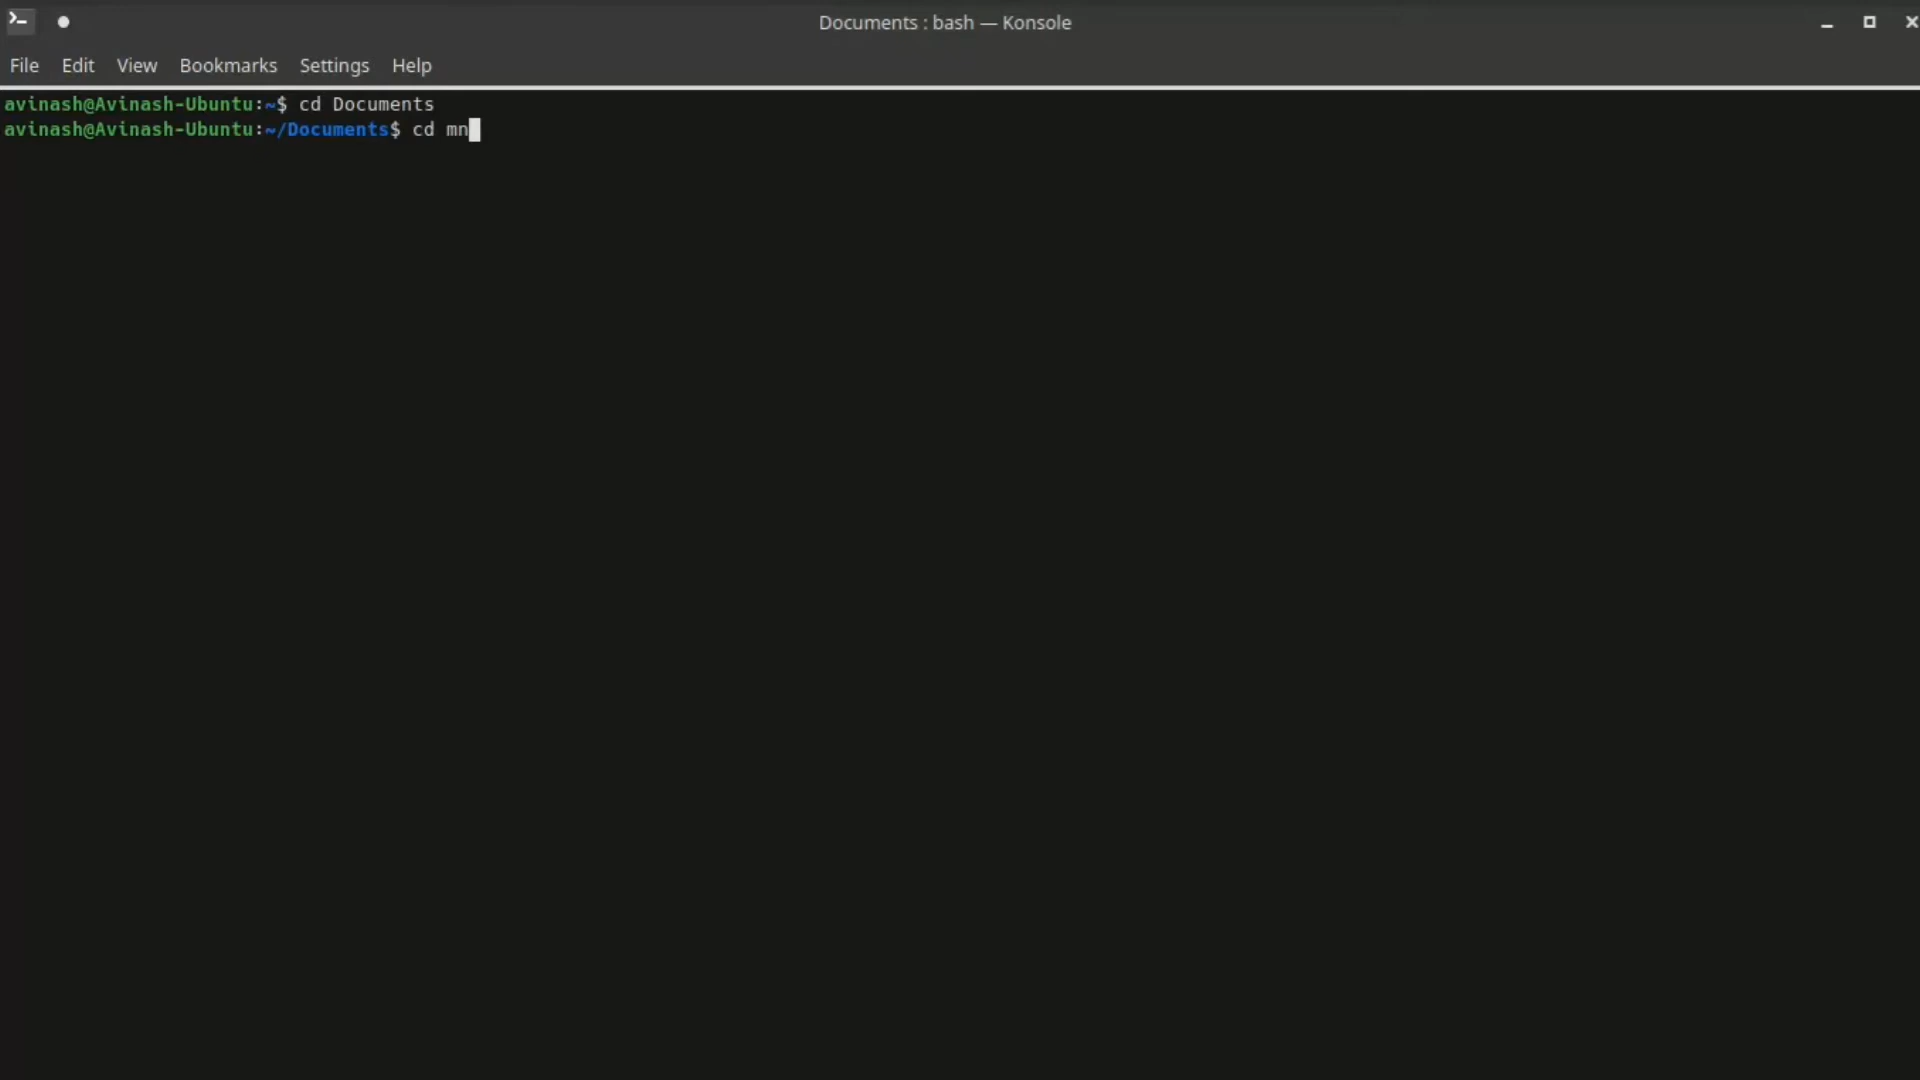 Documents : bash — Konsole
File Edit View Bookmarks Settings Help
avinash@Avinash-Ubuntu:~$ cd Documents
avinash@Avinash-Ubuntu:~/Documents$ cd mn